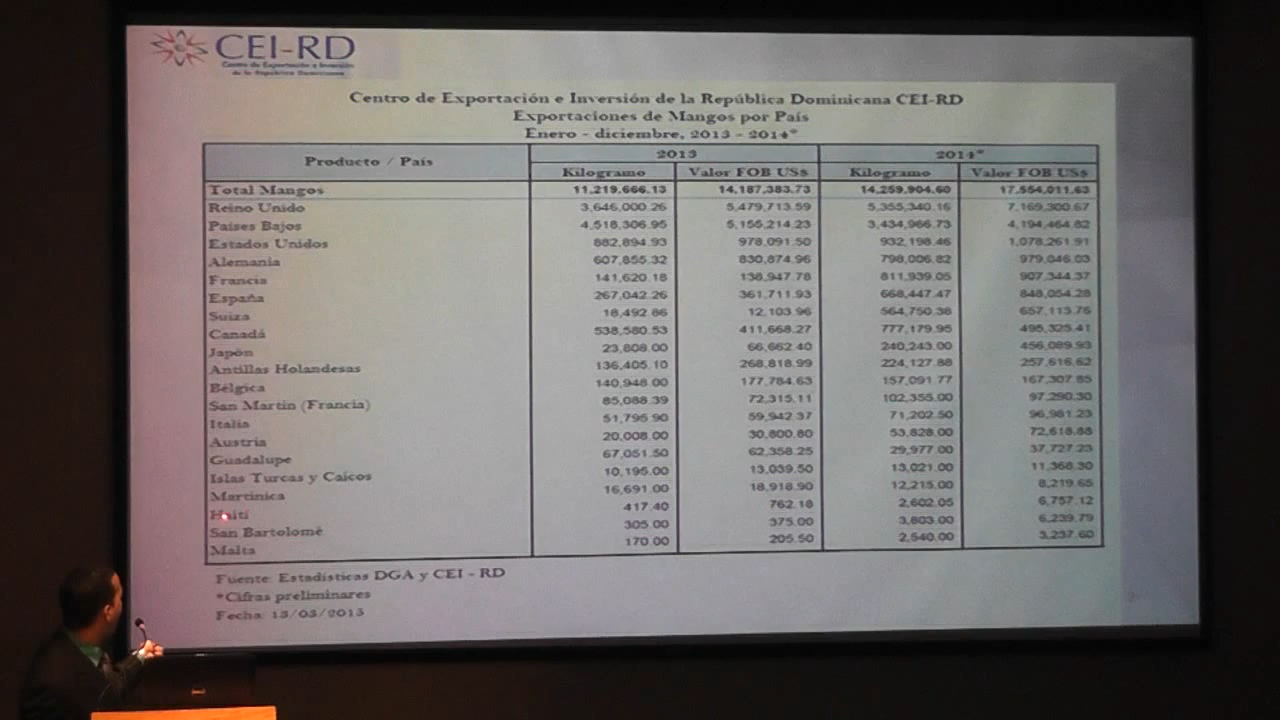 CEI-RD
Centro de Exportación e Inversión
de la República Dominicana
Centro de Exportación e Inversión de la República Dominicana CEI-RD
Exportaciones de Mangos por País
Enero - diciembre, 2013 - 2014*
Producto / País 2013 2014*
Kilogramo Valor FOB US$ Kilogramo Valor FOB US$
Total Mangos 11,219,666.13 14,187,383.73 14,259,904.60 17,554,011.63
Reino Unido 3,646,000.26 5,479,713.59 5,355,340.16 7,169,300.67
Países Bajos 4,518,306.95 5,155,214.23 3,434,966.73 4,194,464.82
Estados Unidos 882,894.93 978,091.50 932,198.46 1,078,261.91
Alemania 607,855.32 830,874.96 798,006.82 979,046.03
Francia 141,620.18 138,947.78 811,939.05 907,344.37
España 267,042.26 361,711.93 668,447.47 848,054.28
Suiza 18,492.86 12,103.96 564,750.38 657,113.76
Canadá 538,580.53 411,668.27 777,179.95 495,325.41
Japón 23,808.00 66,662.40 240,243.00 456,089.93
Antillas Holandesas 136,405.10 268,818.99 224,127.88 257,616.62
Bélgica 140,948.00 177,784.63 157,091.77 167,307.85
San Martín (Francia) 85,088.39 72,315.11 102,355.00 97,290.30
Italia 51,795.90 59,942.37 71,202.50 96,981.23
Austria 20,008.00 30,800.80 53,828.00 72,618.88
Guadalupe 67,051.50 62,358.25 29,977.00 37,727.23
Islas Turcas y Caicos 10,195.00 13,039.50 13,021.00 11,368.30
Martinica 16,691.00 18,918.90 12,215.00 8,219.65
Haití 417.40 762.18 2,602.05 6,757.12
San Bartolomé 305.00 375.00 3,803.00 6,239.79
Malta 170.00 205.50 2,540.00 3,237.60
Fuente: Estadísticas DGA y CEI - RD
*Cifras preliminares
Fecha: 13/03/2013